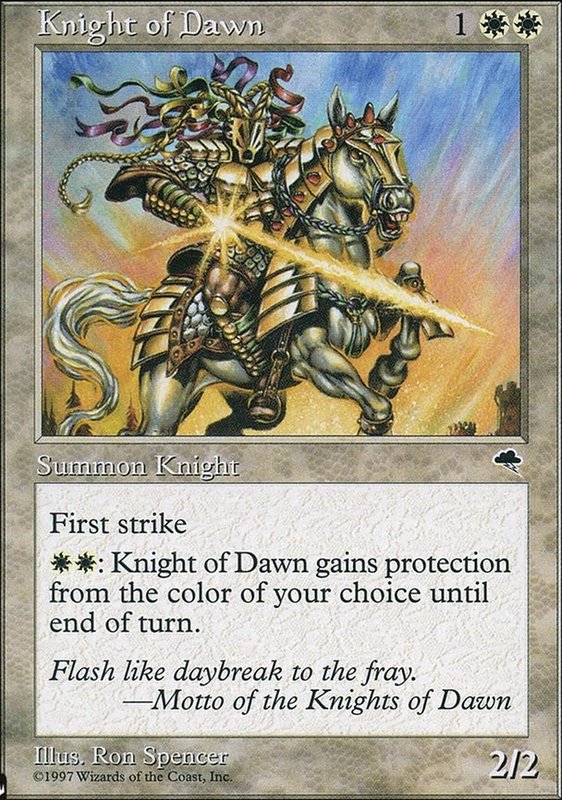 Knight of Dawn 1
Summon Knight
First strike
: Knight of Dawn gains protection
from the color of your choice until
end of turn.
Flash like daybreak to the fray.
—Motto of the Knights of Dawn
Illus. Ron Spencer
2/2
©1997 Wizards of the Coast, Inc.